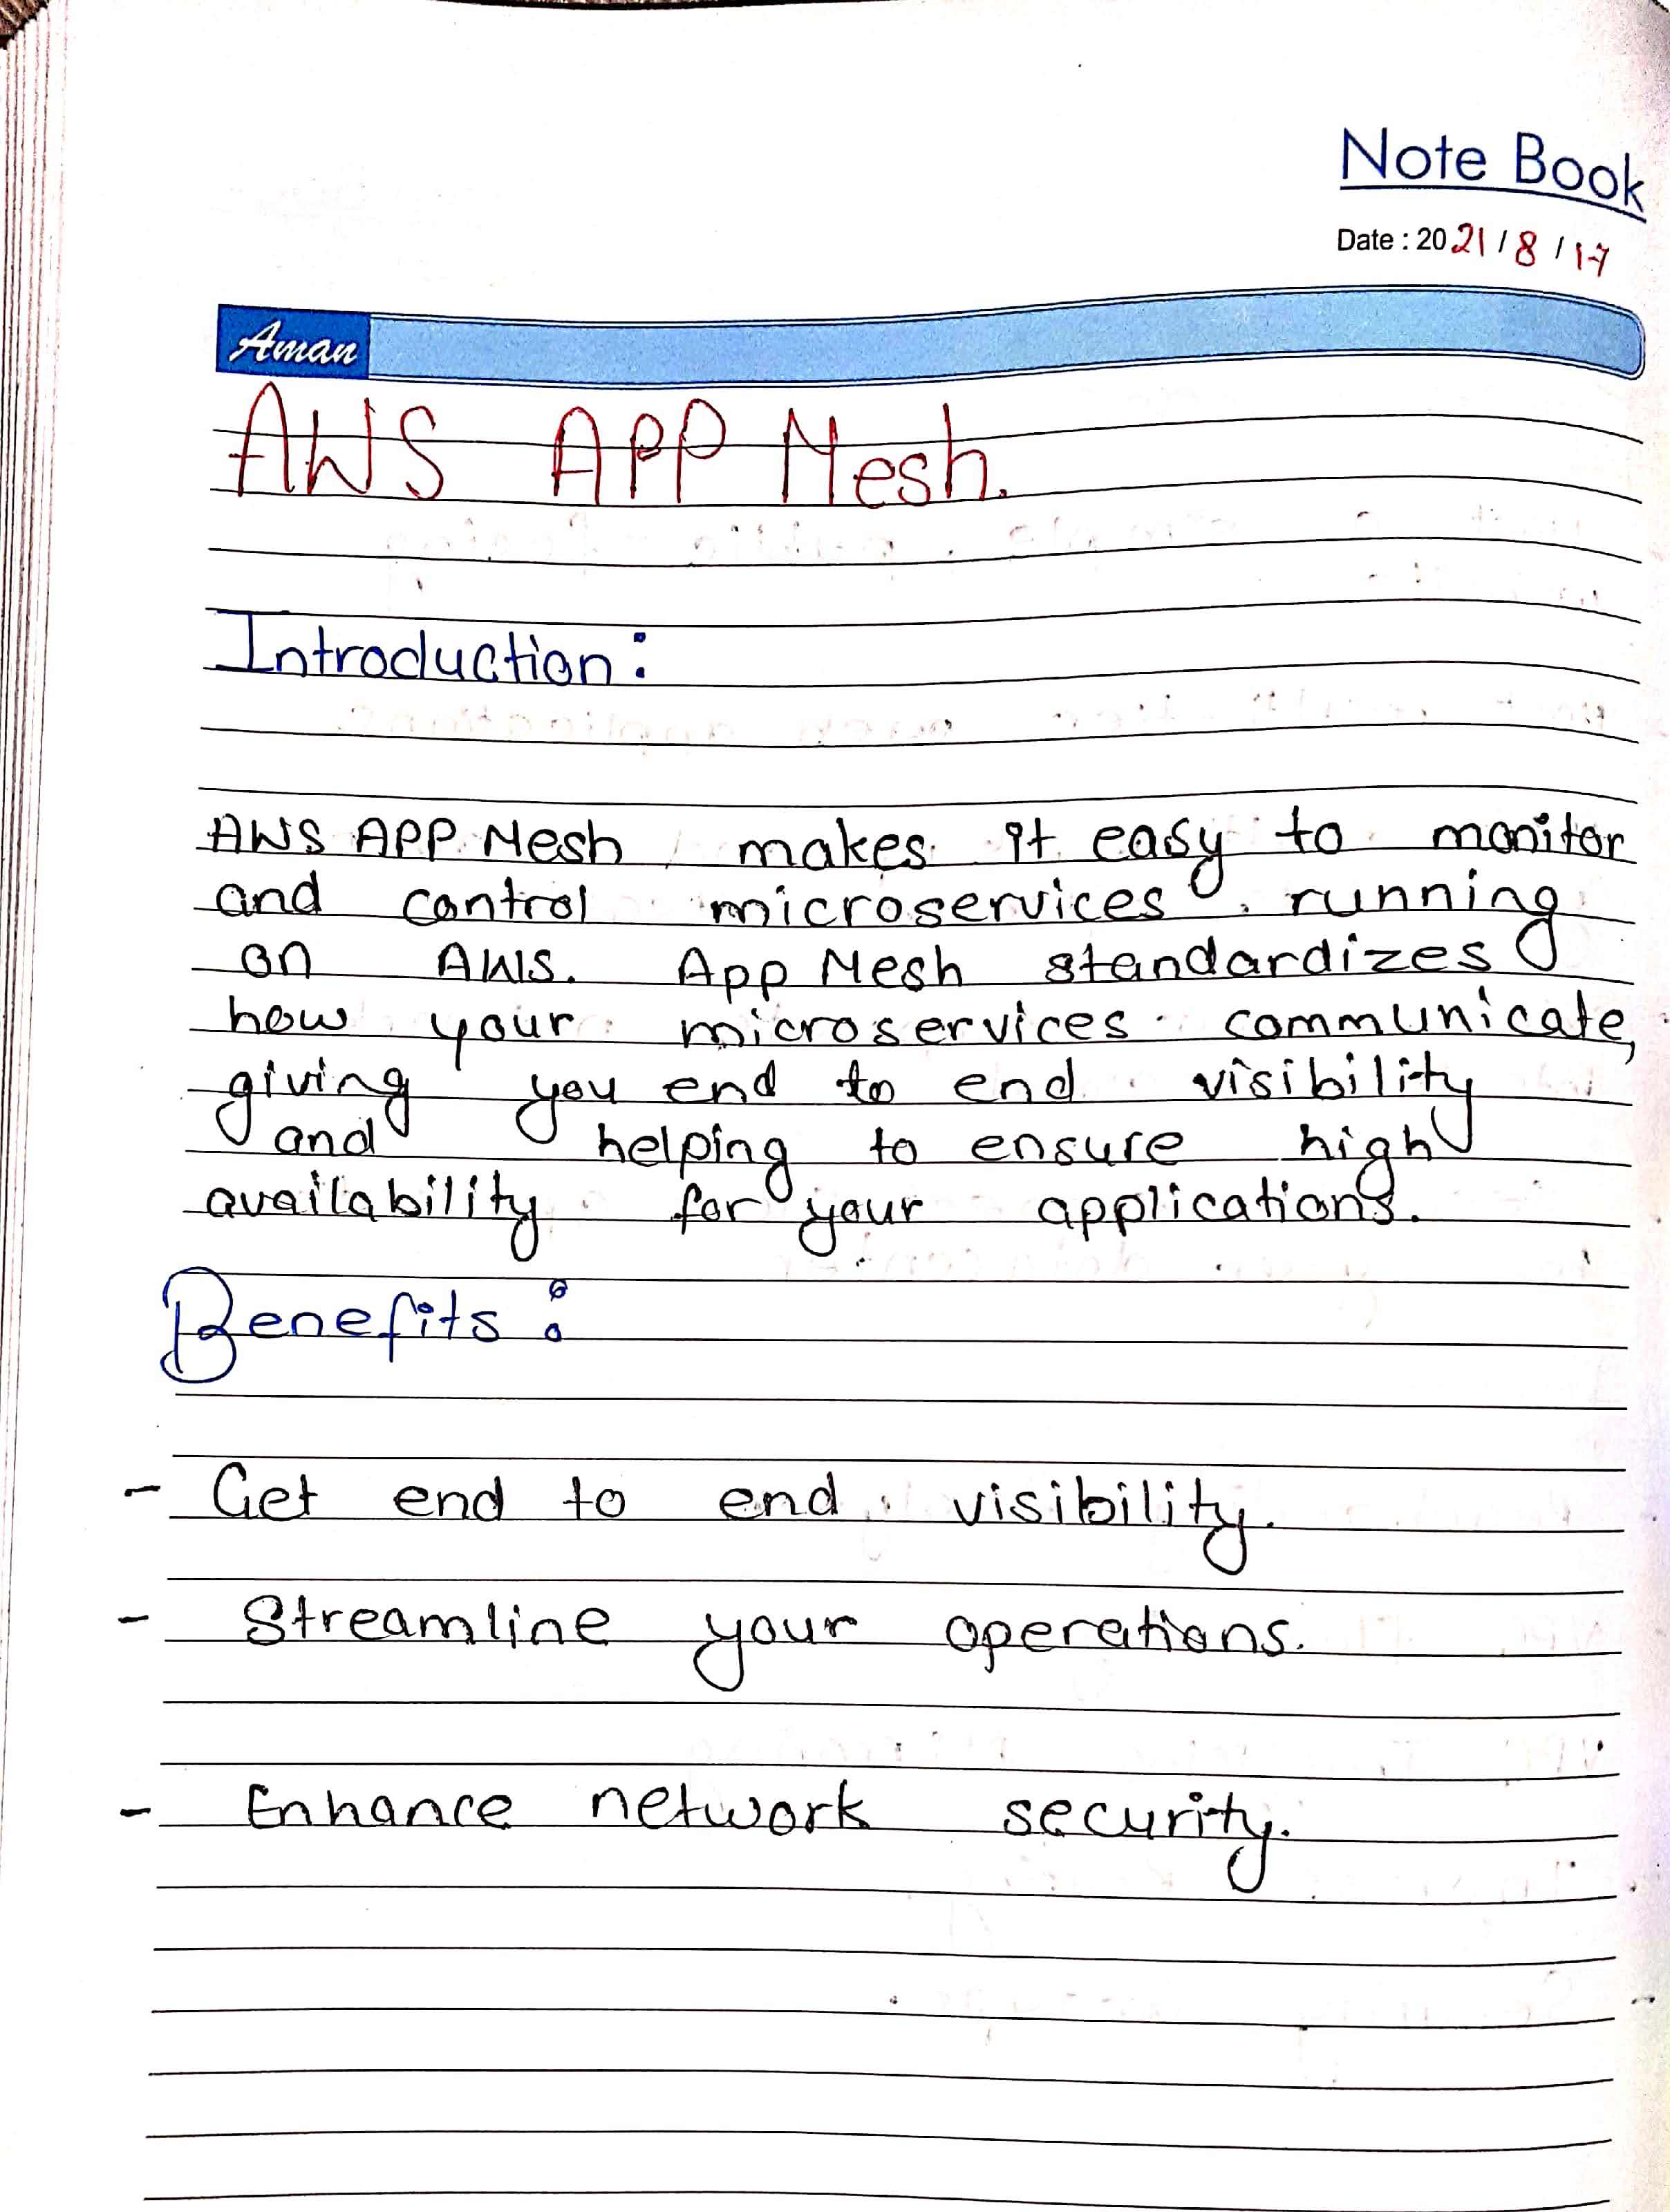 Note Book
Date : 2021/8/17
Aman
AWS APP Mesh.
Introduction:
AWS APP Mesh makes it easy to monitor
and control microservices running
on AWS. App Mesh standardizes
how your microservices communicate,
giving you end to end visibility
and helping to ensure high
availability for your applications.
Benefits:
- Get end to end visibility.
- Streamline your operations.
- Enhance network security.